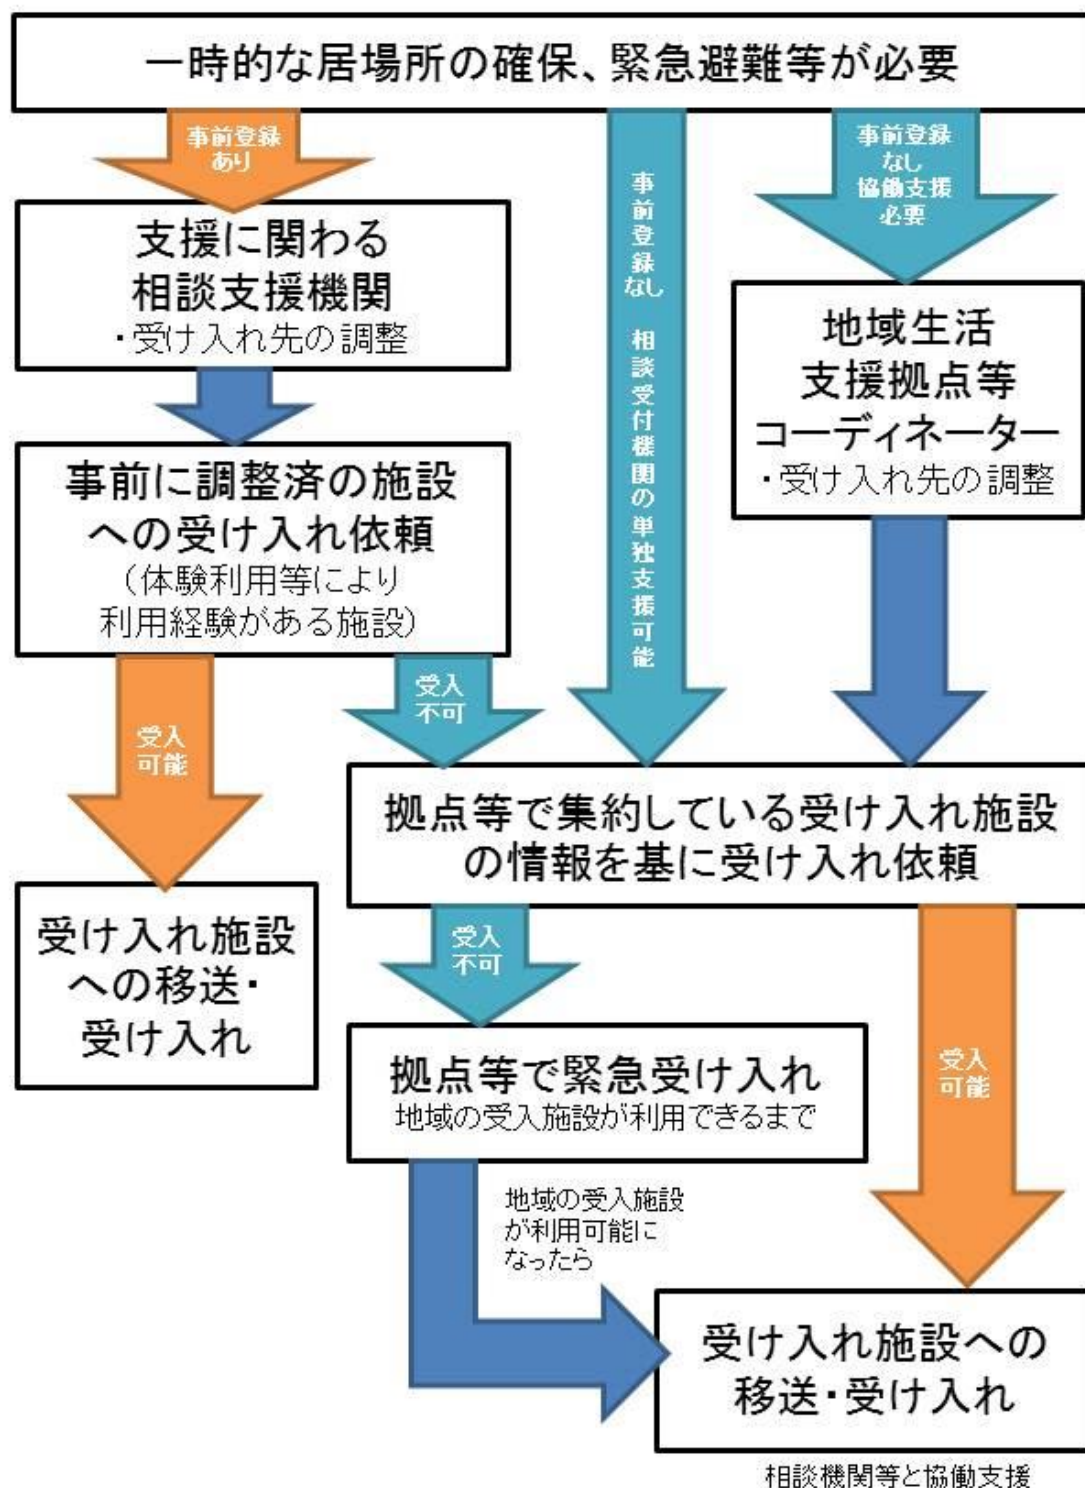 一時的な居場所の確保、緊急避難等が必要
事前登録
あり
事前登録なし 相談受付機関の単独支援可能
事前登録
なし
協働支援
必要
支援に関わる
相談支援機関
・受け入れ先の調整
地域生活
支援拠点等
コーディネーター
・受け入れ先の調整
事前に調整済の施設
への受け入れ依頼
（体験利用等により
利用経験がある施設）
受入
可能
受入
不可
拠点等で集約している受け入れ施設
の情報を基に受け入れ依頼
受け入れ施設
への移送・
受け入れ
受入
不可
受入
可能
拠点等で緊急受け入れ
地域の受入施設が利用できるまで
地域の受入施設
が利用可能に
なったら
受け入れ施設への
移送・受け入れ
相談機関等と協働支援